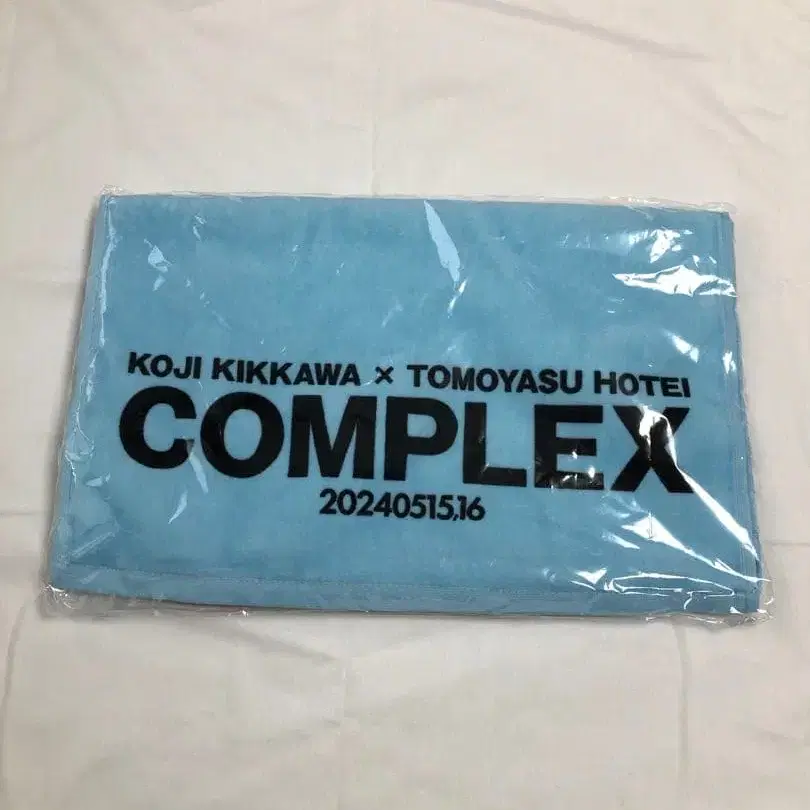 KOJI KIKKAWA × TOMOYASU HOTEI
COMPLEX
20240515,16